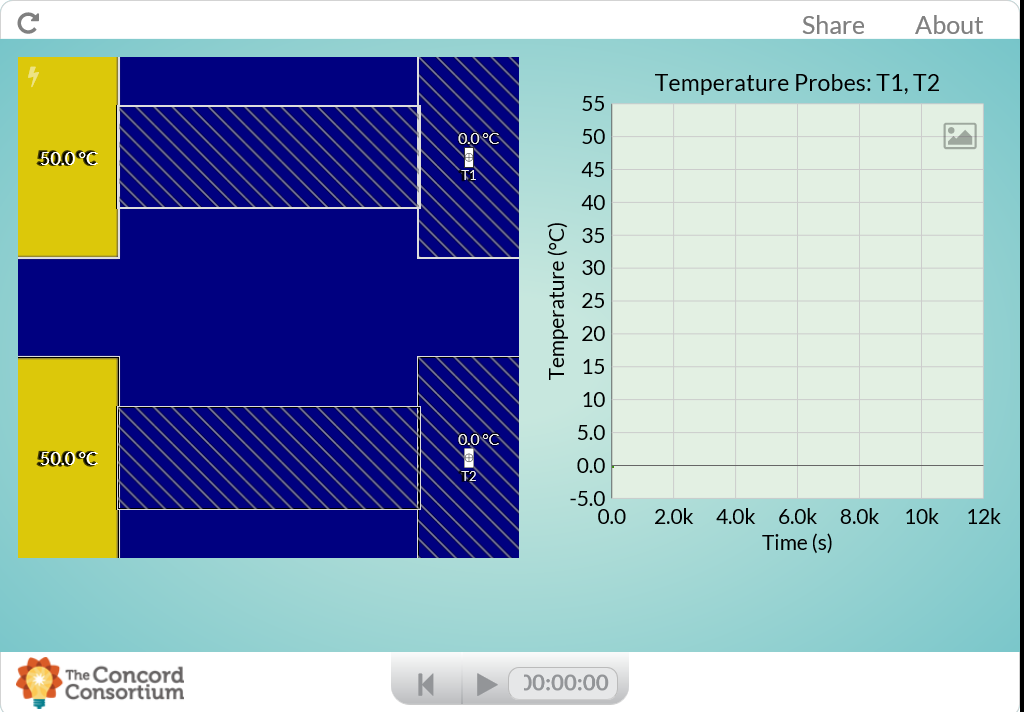 Share About
50.0 °C
0.0 °C
T1
50.0 °C
0.0 °C
T2
Temperature Probes: T1, T2
Temperature (°C)
55
50
45
40
35
30
25
20
15
10
5.0
0.0
-5.0
0.0 2.0k 4.0k 6.0k 8.0k 10k 12k
Time (s)
The Concord
Consortium
00:00:00